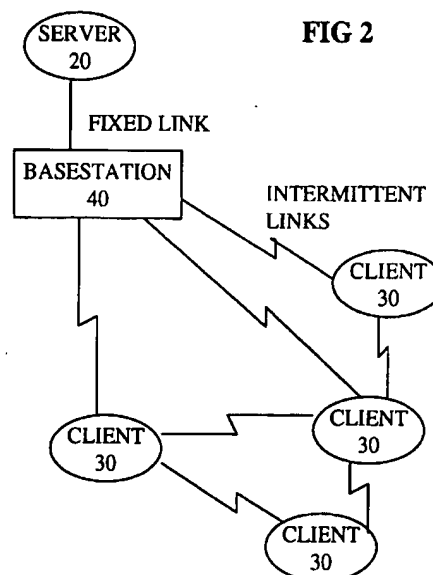 FIG 2
SERVER
20
FIXED LINK
BASESTATION
40
INTERMITTENT
LINKS
CLIENT
30
CLIENT
30
CLIENT
30
CLIENT
30